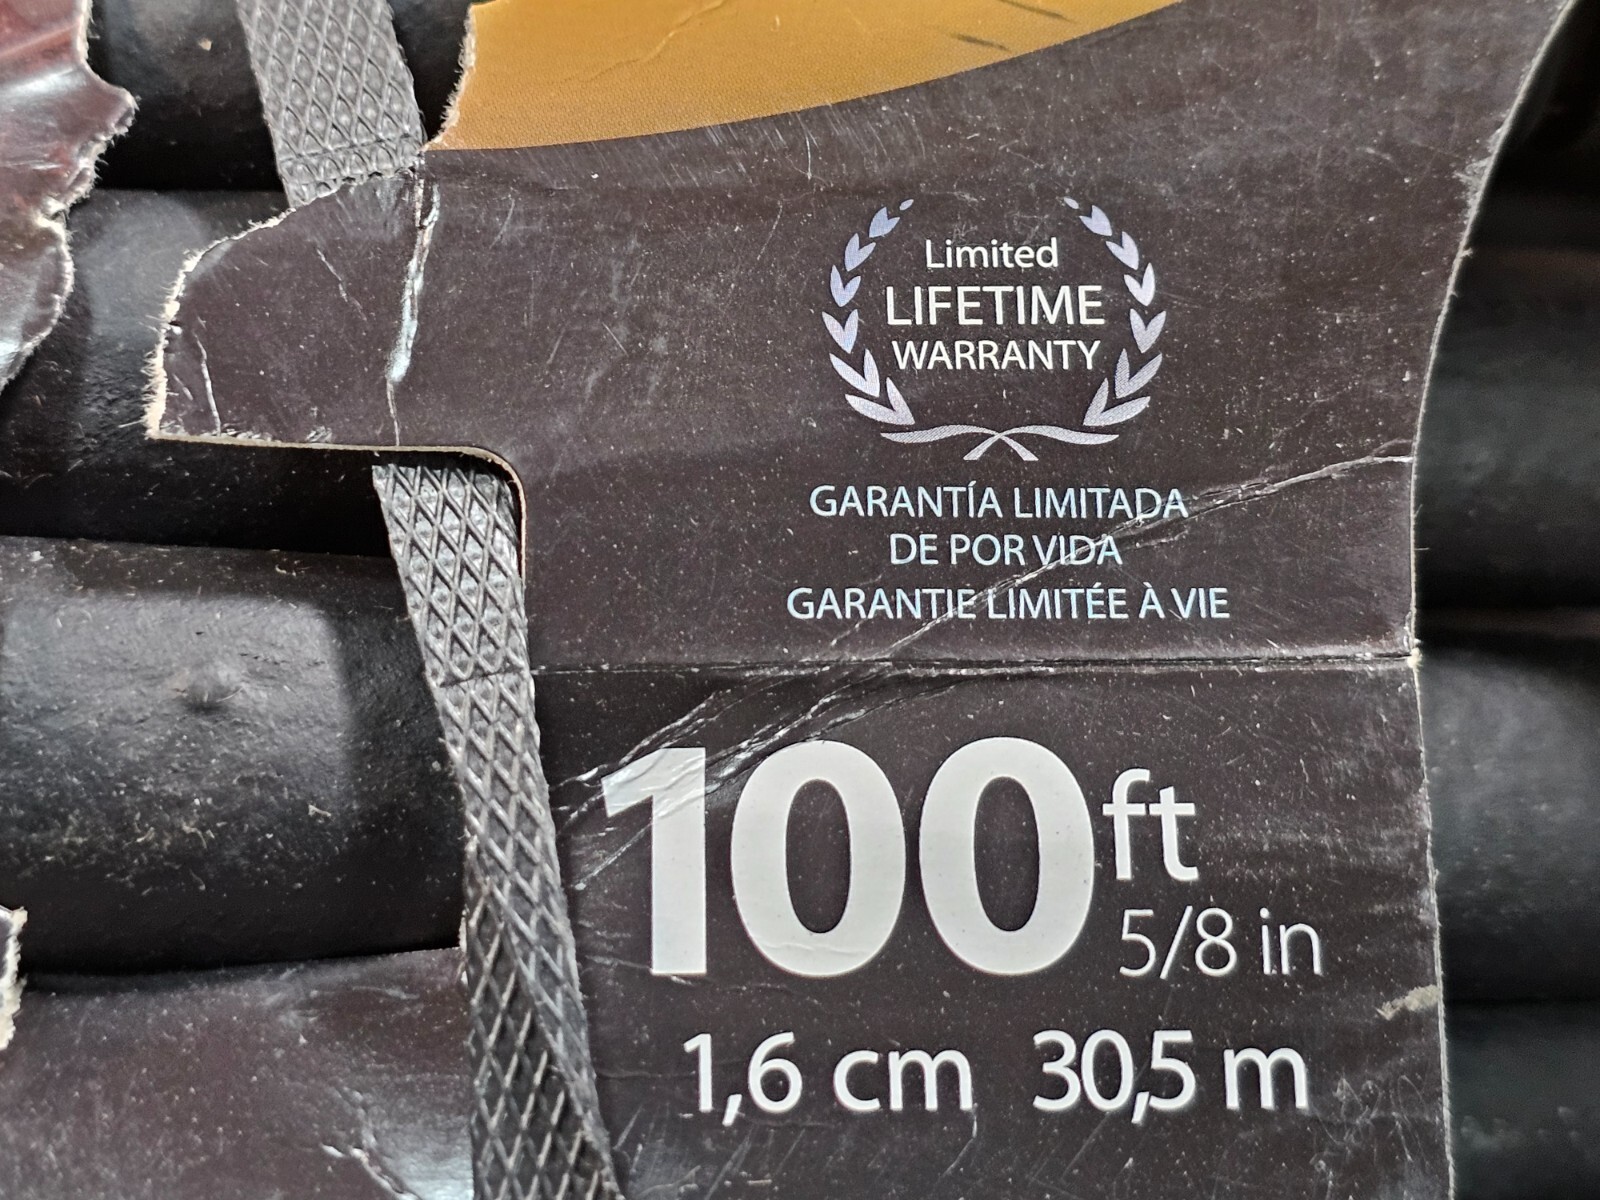 Limited
LIFETIME
WARRANTY
GARANTÍA LIMITADA
DE POR VIDA
GARANTIE LIMITÉE À VIE
100 ft
5/8 in
1,6 cm 30,5 m